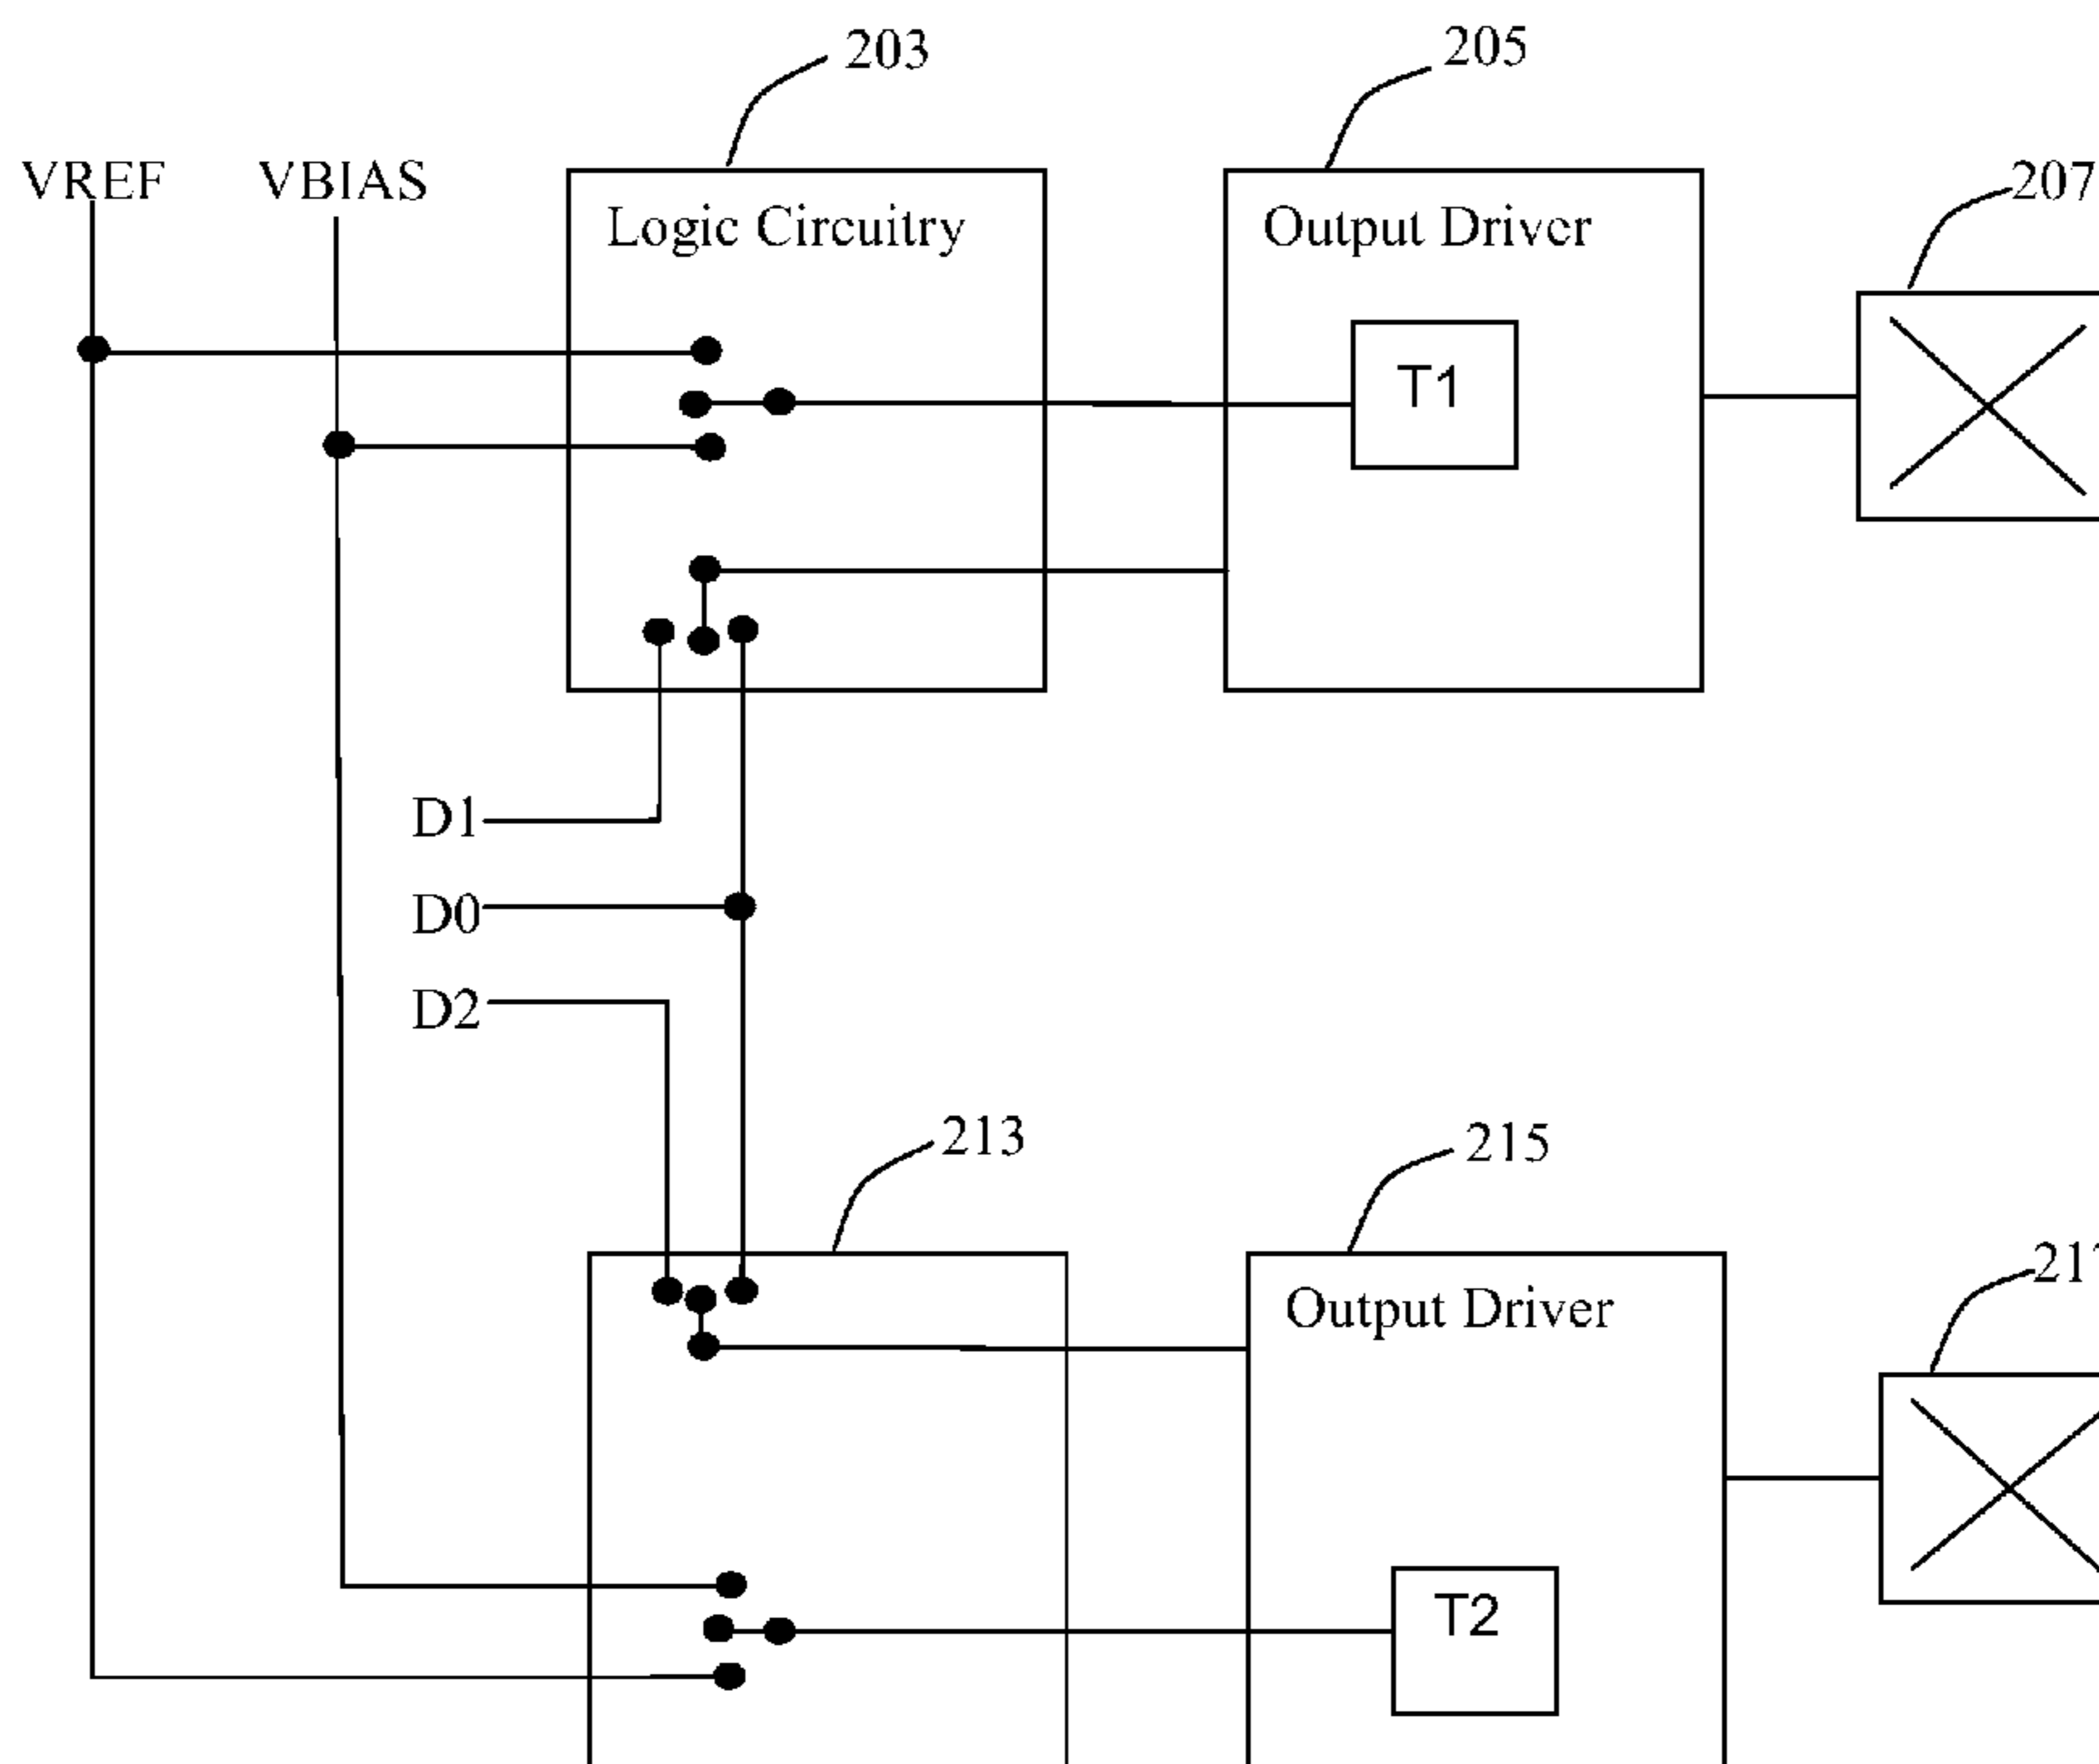 203
205
VREF
VBIAS
207
Logic Circuitry
Output Driver
T1
D1
D0
D2
213
215
Output Driver
T2